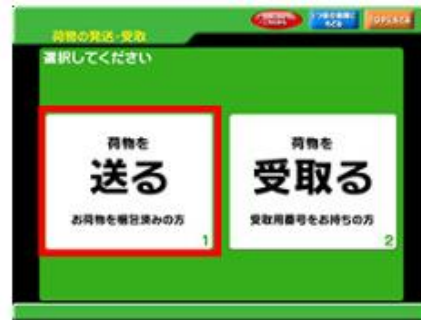 荷物の発送・受取
選択してください
荷物を
送る
お荷物を梱包済みの方
1
荷物を
受取る
受取用番号をお持ちの方
2